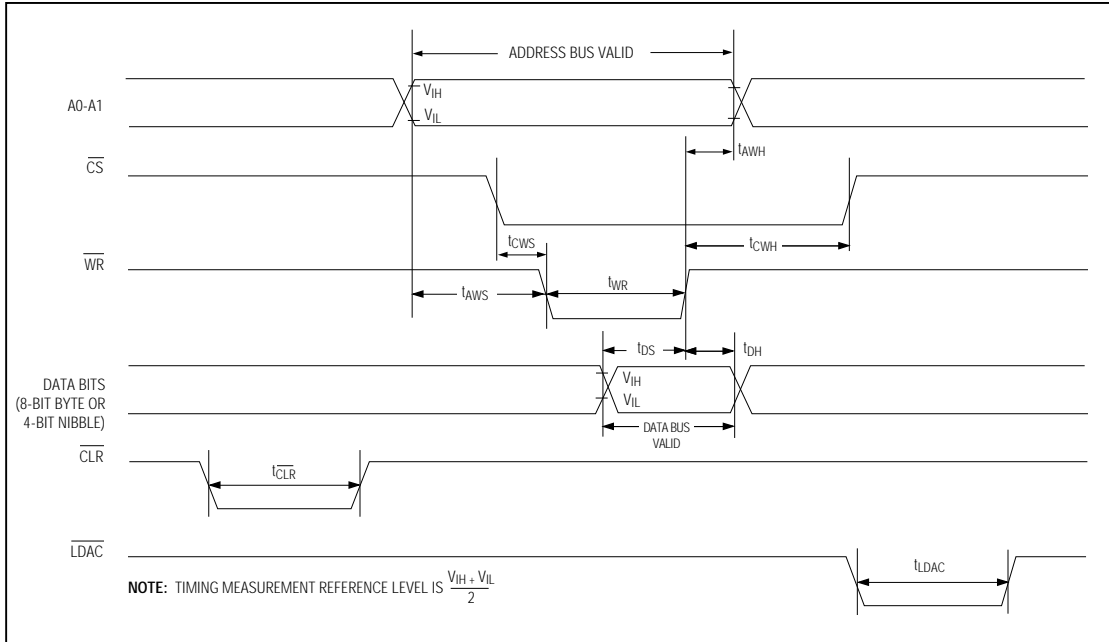 ADDRESS BUS VALID
A0-A1
VIH
VIL
tAWH
CS
tCWS
tCWH
WR
tAWS
tWR
tDS
tDH
DATA BITS
(8-BIT BYTE OR
4-BIT NIBBLE)
VIH
VIL
DATA BUS
VALID
CLR
tCLR
LDAC
tLDAC
NOTE: TIMING MEASUREMENT REFERENCE LEVEL IS VIH + VIL
2